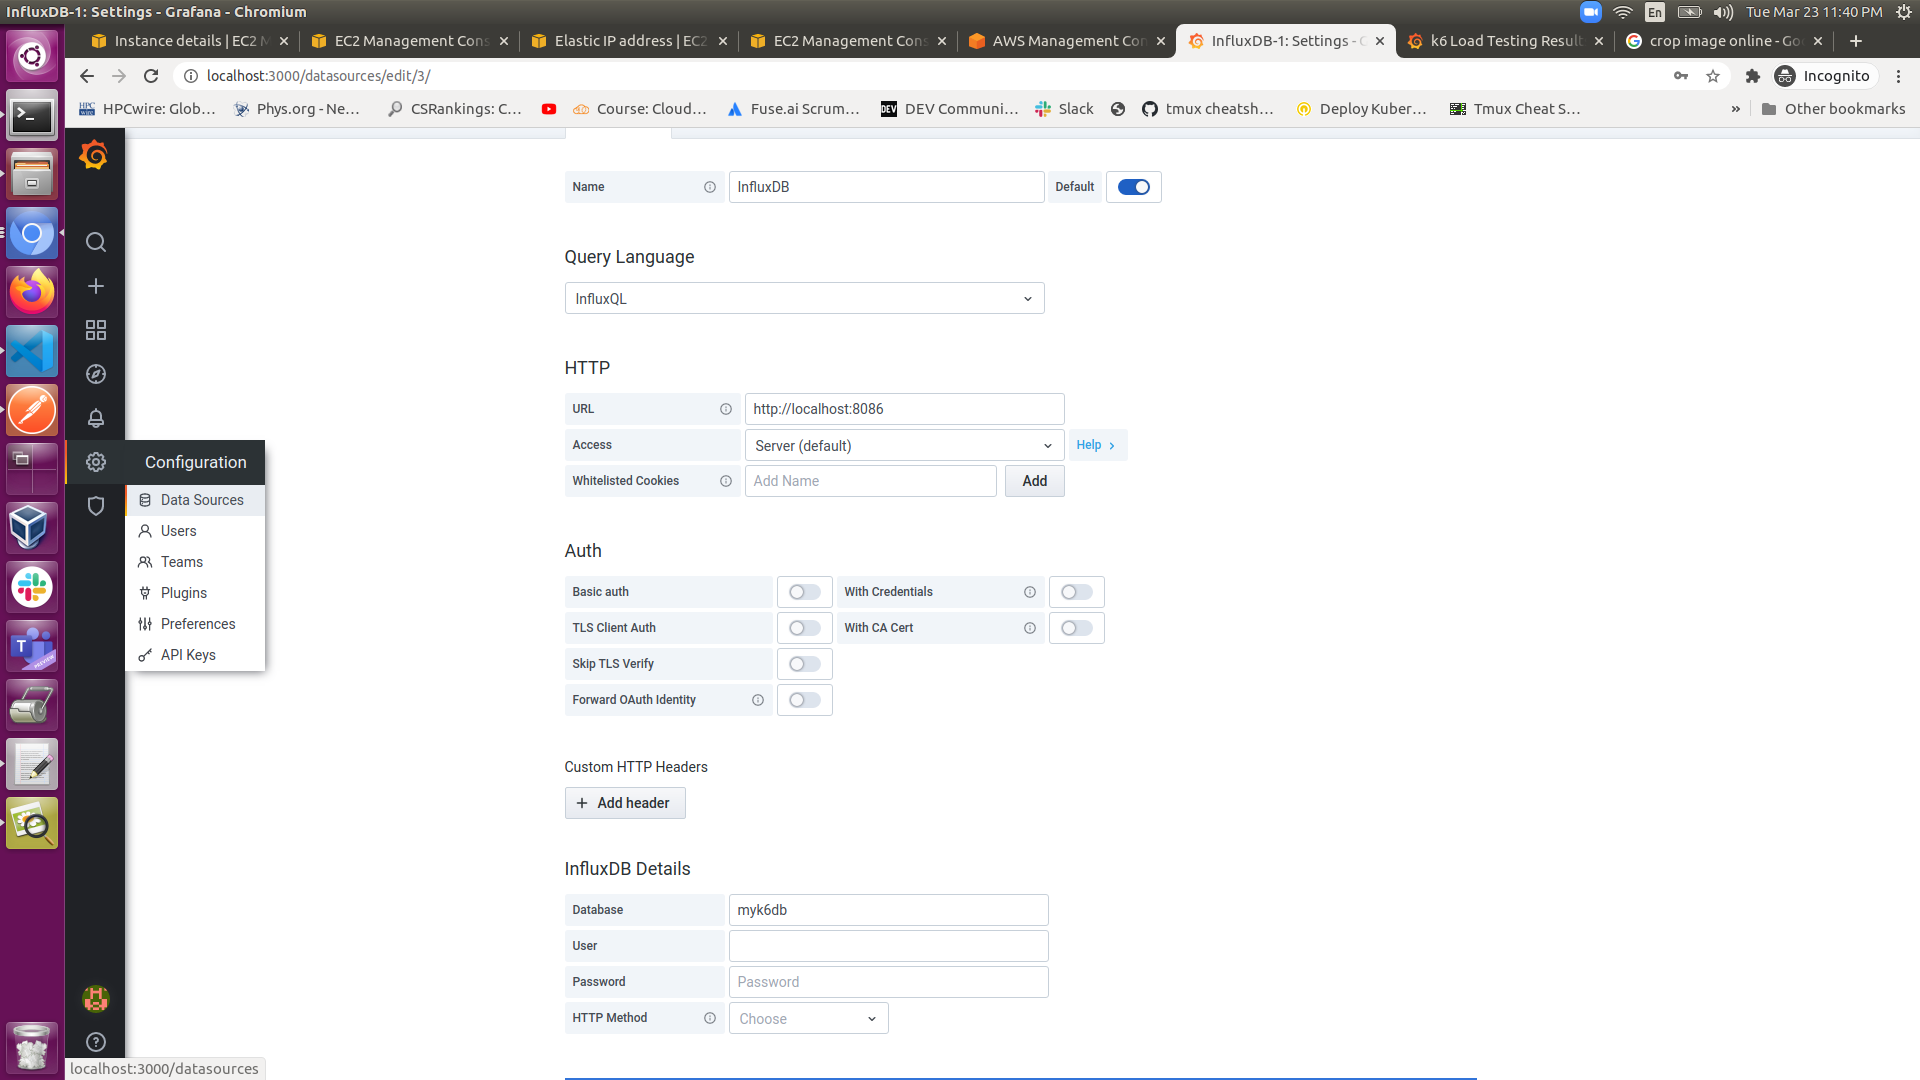 InfluxDB-1: Settings - Grafana - Chromium
En
Tue Mar 23 11:40 PM
Instance details | EC2 M
EC2 Management Cons
Elastic IP address | EC2
EC2 Management Cons
AWS Management Con
InfluxDB-1: Settings - G
k6 Load Testing Result
crop image online - Goo
localhost:3000/datasources/edit/3/
Incognito
HPCwire: Glob...
Phys.org - Ne...
CSRankings: C...
Course: Cloud...
Fuse.ai Scrum...
DEV
DEV Communi...
Slack
tmux cheatsh...
Deploy Kuber...
Tmux Cheat S...
»
Other bookmarks
Name
InfluxDB
Default
Query Language
InfluxQL
HTTP
URL
http://localhost:8086
Access
Server (default)
Help
Whitelisted Cookies
Add Name
Add
Configuration
Data Sources
Users
Teams
Plugins
Preferences
API Keys
Auth
Basic auth
With Credentials
TLS Client Auth
With CA Cert
Skip TLS Verify
Forward OAuth Identity
Custom HTTP Headers
+ Add header
InfluxDB Details
Database
myk6db
User
Password
Password
HTTP Method
Choose
localhost:3000/datasources